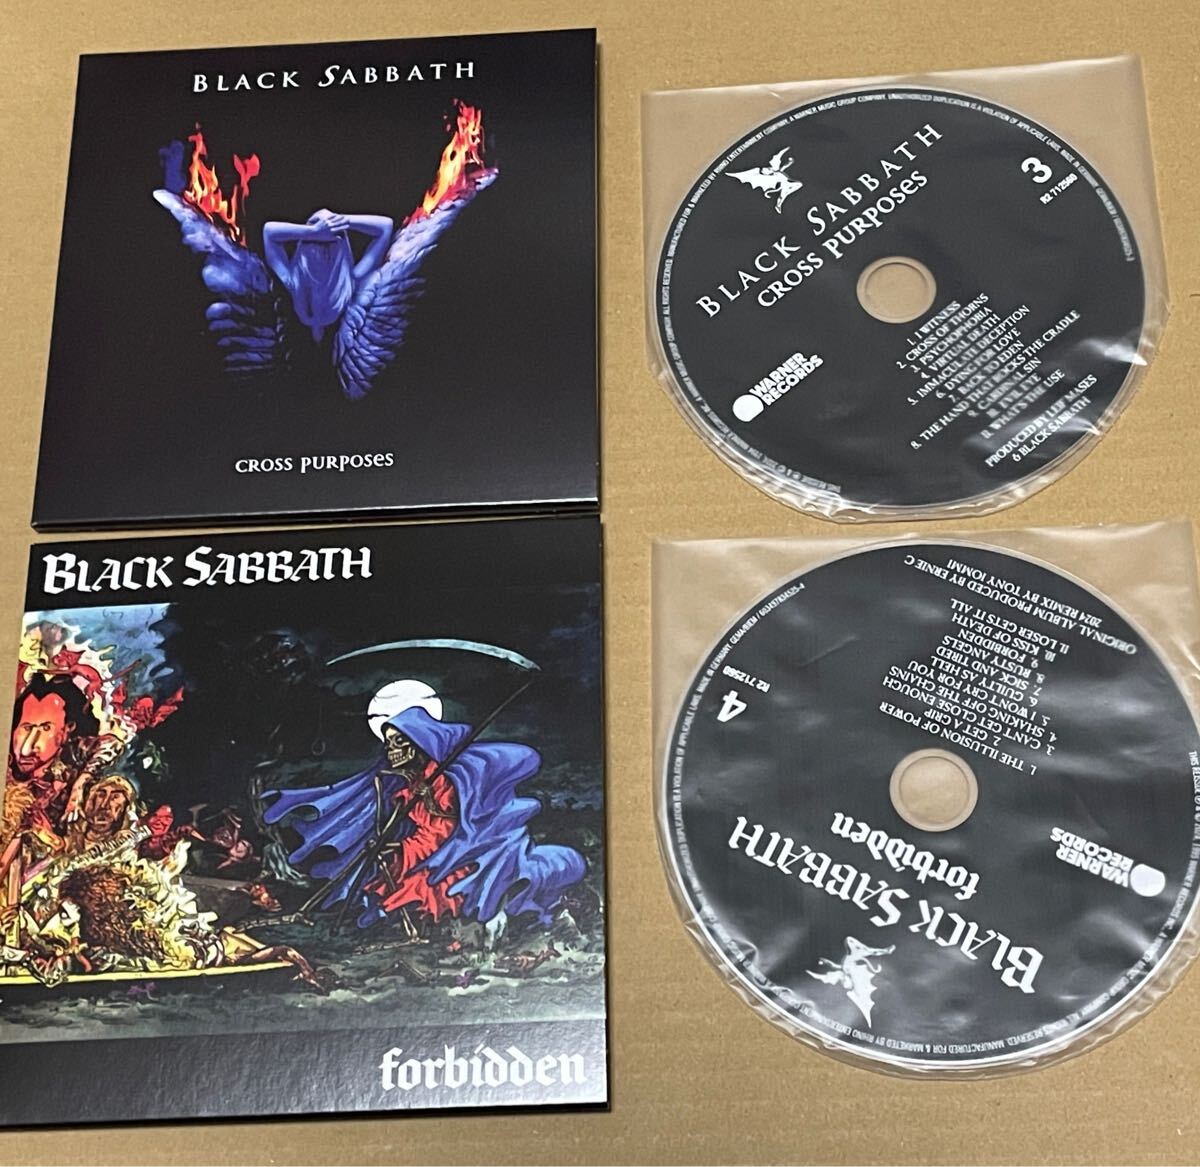 BLACK SABBATH
CROSS PURPOSES
BLACK SABBATH
forbidden
BLACK SABBATH
CROSS PURPOSES
3
R2 712560
WARNER
RECORDS
1. I WITNESS
2. CROSS OF THORNS
3. PSYCHOPHOBIA
4. VIRTUAL DEATH
5. IMMACULATE DECEPTION
6. DYING FOR LOVE
7. BACK TO EDEN
8. THE HAND THAT ROCKS THE CRADLE
9. CARDINAL SIN
10. EVIL EYE
11. WHAT'S THE USE
PRODUCED BY LEIF MASES
& BLACK SABBATH
BLACK SABBATH
forbidden
4
R2 712560
WARNER
RECORDS
1. THE ILLUSION OF POWER
2. GET A GRIP
3. CAN'T GET CLOSE ENOUGH
4. SHAKING OFF THE CHAINS
5. I WON'T CRY FOR YOU
6. GUILTY AS HELL
7. SICK AND TIRED
8. RUSTY ANGELS
9. FORBIDDEN
10. KISS OF DEATH
11. LOSER GETS IT ALL
ORIGINAL ALBUM PRODUCED BY ERNIE C
2024 REMIX BY TONY IOMMI